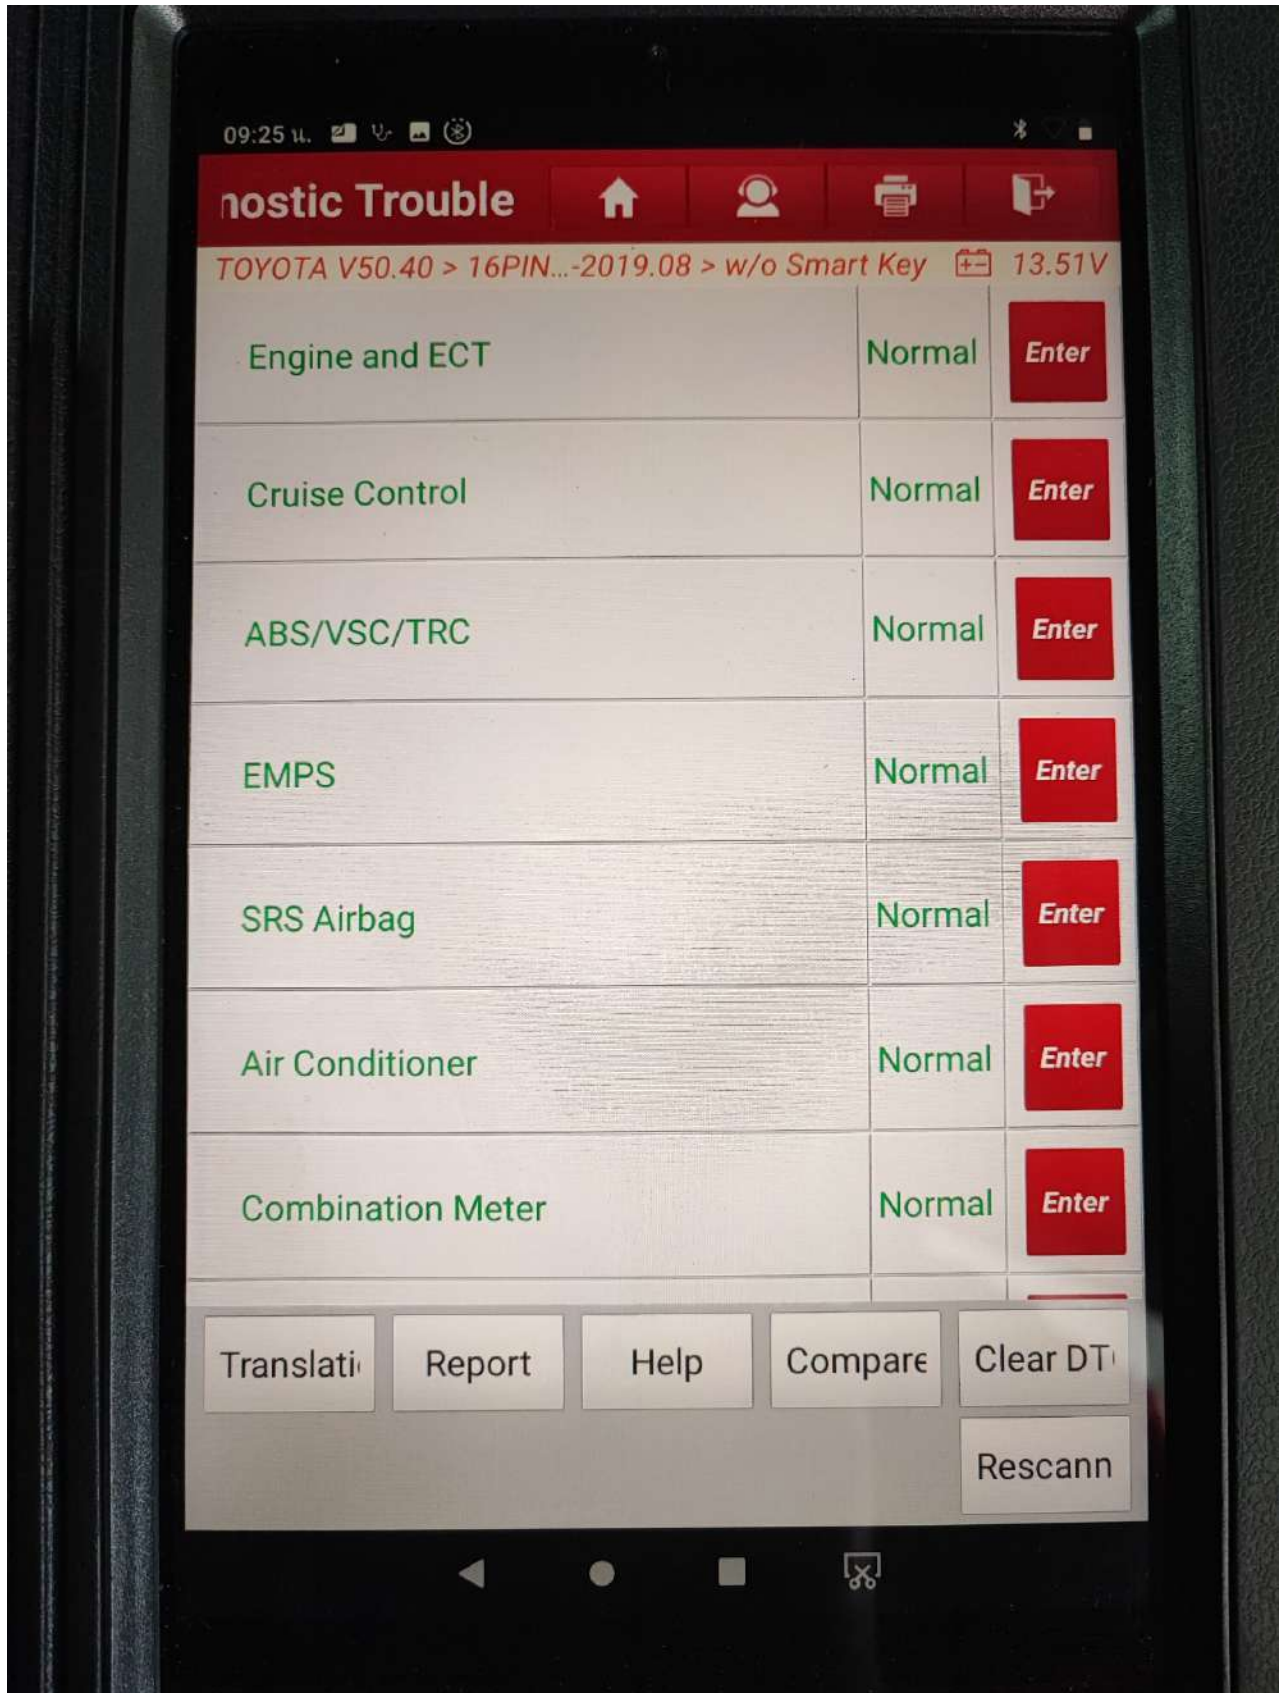 09:25 น.
nostic Trouble
TOYOTA V50.40 > 16PIN...-2019.08 > w/o Smart Key 13.51V
Engine and ECT Normal Enter
Cruise Control Normal Enter
ABS/VSC/TRC Normal Enter
EMPS Normal Enter
SRS Airbag Normal Enter
Air Conditioner Normal Enter
Combination Meter Normal Enter
Translati Report Help Compare Clear DT
Rescann